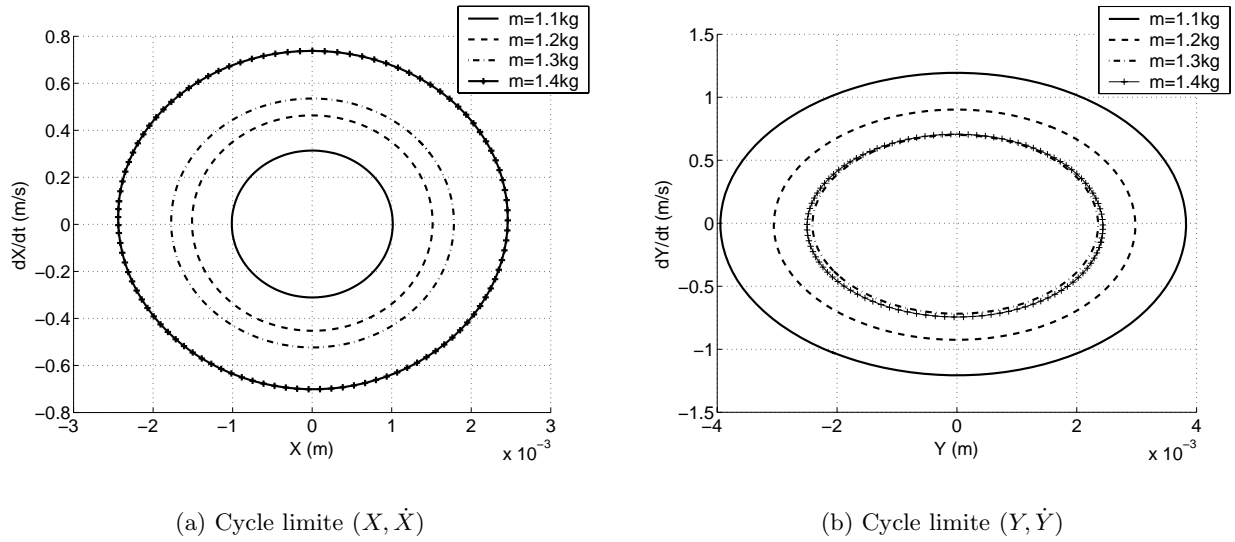 m=1.1kg
m=1.2kg
m=1.3kg
m=1.4kg
0.8
0.6
0.4
0.2
0
−0.2
−0.4
−0.6
−0.8
dX/dt (m/s)
−3 −2 −1 0 1 2 3
X (m)
x 10⁻³
(a) Cycle limite (X, Ẋ)
m=1.1kg
m=1.2kg
m=1.3kg
m=1.4kg
1.5
1
0.5
0
−0.5
−1
−1.5
dY/dt (m/s)
−4 −2 0 2 4
Y (m)
x 10⁻³
(b) Cycle limite (Y, Ẏ)